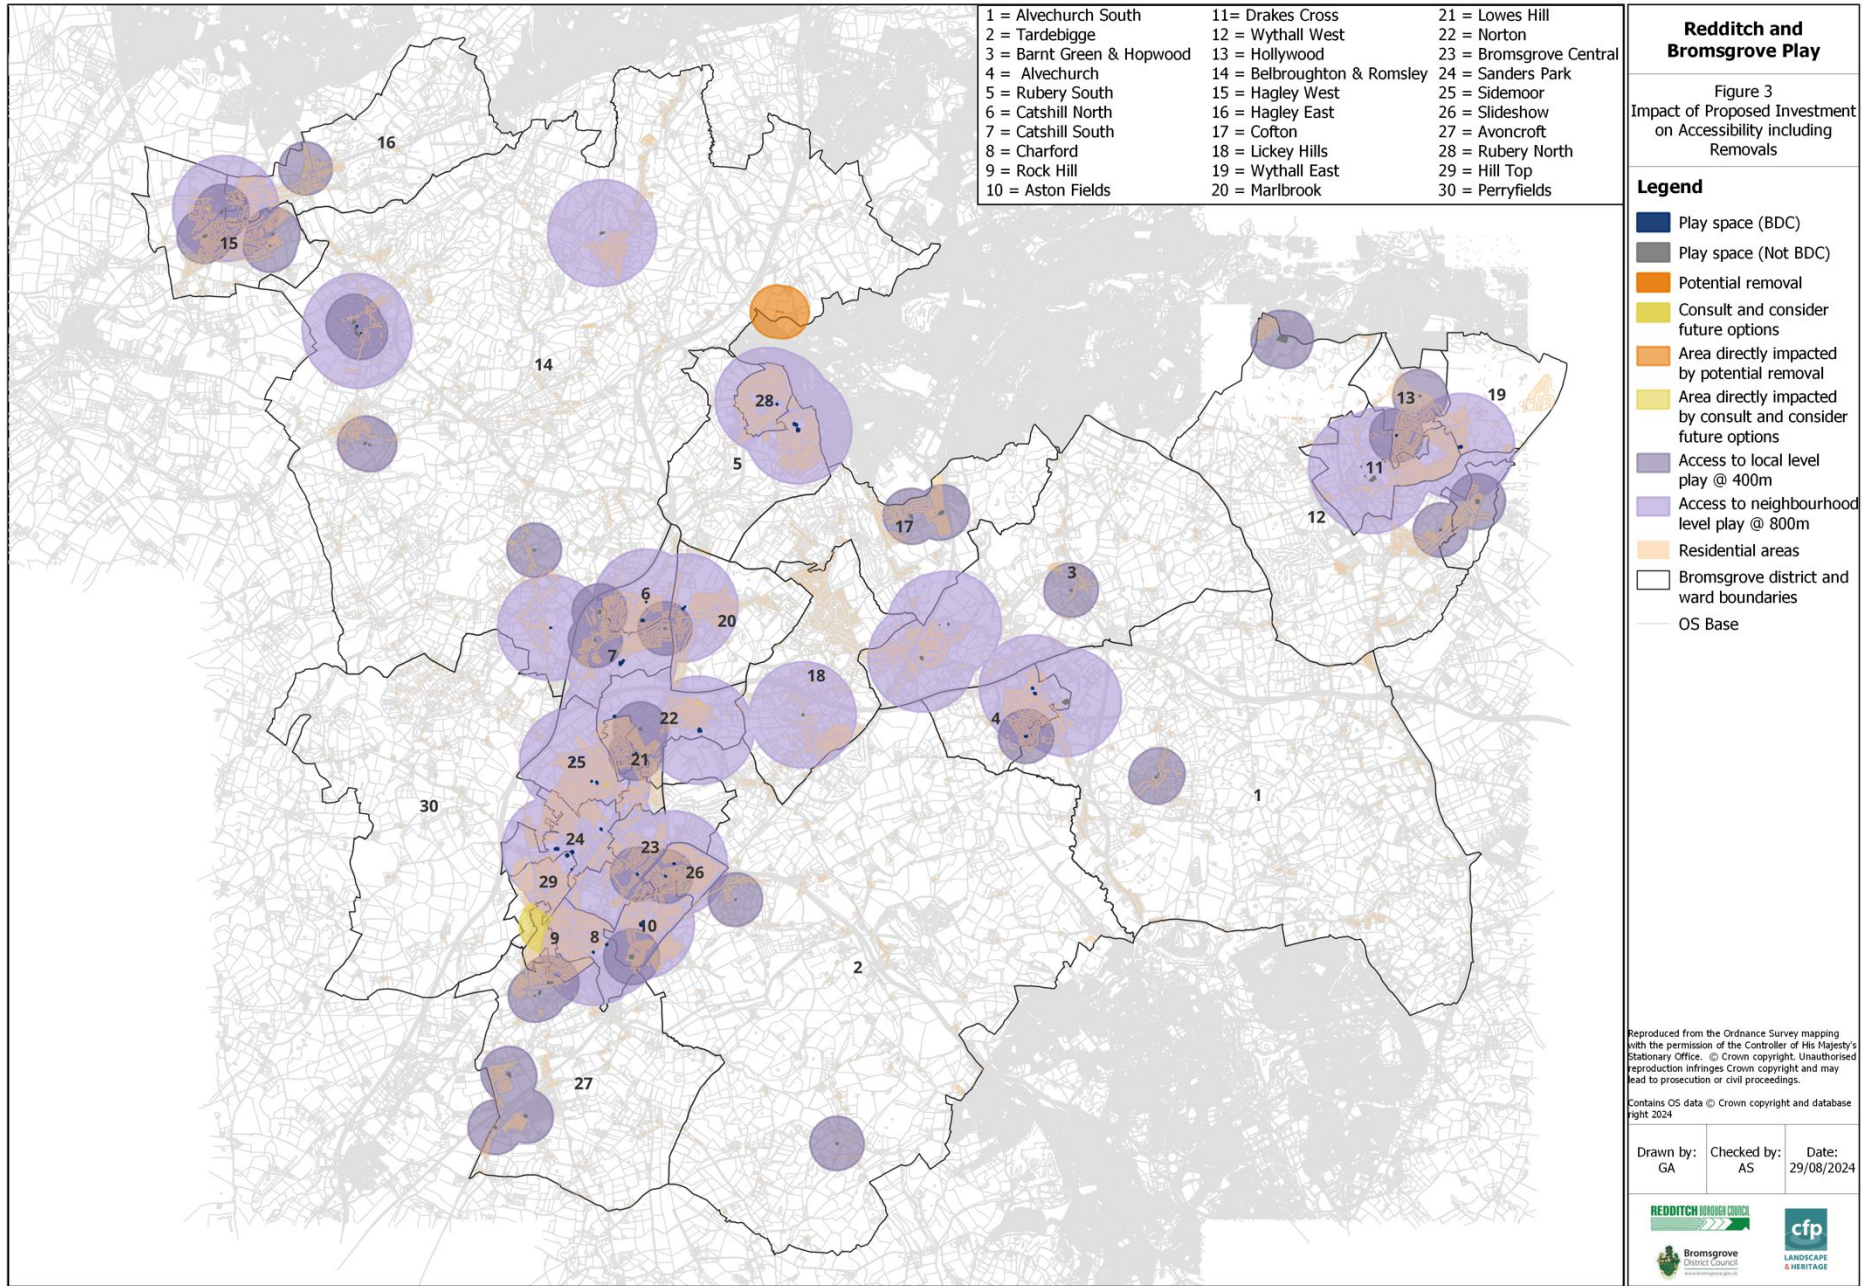 1 = Alvechurch South
2 = Tardebigge
3 = Barnt Green & Hopwood
4 = Alvechurch
5 = Rubery South
6 = Catshill North
7 = Catshill South
8 = Charford
9 = Rock Hill
10 = Aston Fields
11= Drakes Cross
12 = Wythall West
13 = Hollywood
14 = Belbroughton & Romsley
15 = Hagley West
16 = Hagley East
17 = Cofton
18 = Lickey Hills
19 = Wythall East
20 = Marlbrook
21 = Lowes Hill
22 = Norton
23 = Bromsgrove Central
24 = Sanders Park
25 = Sidemoor
26 = Slideshow
27 = Avoncroft
28 = Rubery North
29 = Hill Top
30 = Perryfields
16
15
14
28
5
13
19
11
12
17
3
6
20
7
18
22
4
21
25
30
1
24
23
29
26
10
9
8
2
27
Redditch and
Bromsgrove Play
Figure 3
Impact of Proposed Investment
on Accessibility including
Removals
Legend
Play space (BDC)
Play space (Not BDC)
Potential removal
Consult and consider
future options
Area directly impacted
by potential removal
Area directly impacted
by consult and consider
future options
Access to local level
play @ 400m
Access to neighbourhood
level play @ 800m
Residential areas
Bromsgrove district and
ward boundaries
OS Base
Reproduced from the Ordnance Survey mapping
with the permission of the Controller of His Majesty's
Stationary Office. © Crown copyright. Unauthorised
reproduction infringes Crown copyright and may
lead to prosecution or civil proceedings.
Contains OS data © Crown copyright and database
right 2024
Drawn by:
GA
Checked by:
AS
Date:
29/08/2024
REDDITCH BOROUGH COUNCIL
Bromsgrove
District Council
www.bromsgrove.gov.uk
cfp
LANDSCAPE
& HERITAGE